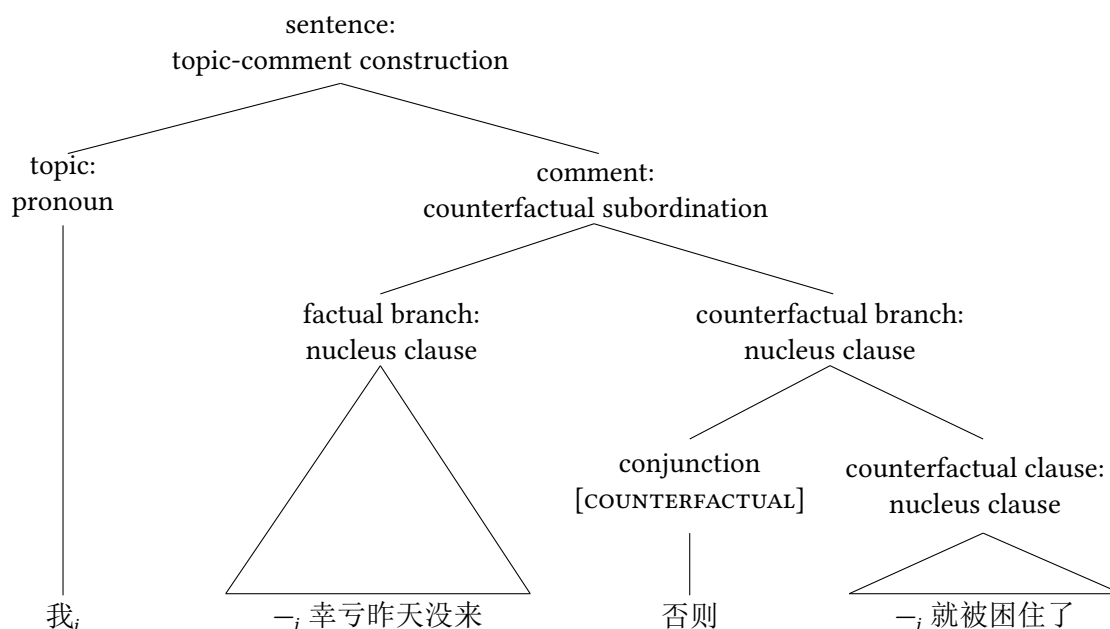 sentence:
topic-comment construction
topic:
pronoun
comment:
counterfactual subordination
factual branch:
nucleus clause
counterfactual branch:
nucleus clause
conjunction
[COUNTERFACTUAL]
counterfactual clause:
nucleus clause
我i
–i 幸亏昨天没来
否则
–i 就被困住了